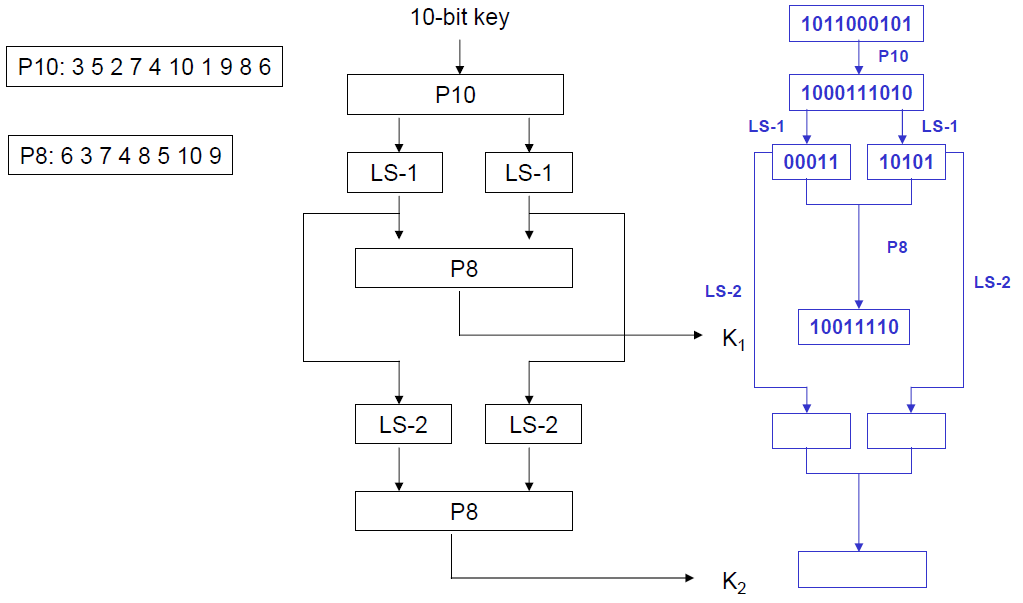 10-bit key
P10: 3 5 2 7 4 10 1 9 8 6
P8: 6 3 7 4 8 5 10 9
P10
LS-1 LS-1
P8
K1
LS-2 LS-2
P8
K2
1011000101
P10
1000111010
LS-1 LS-1
00011 10101
P8
LS-2 LS-2
10011110